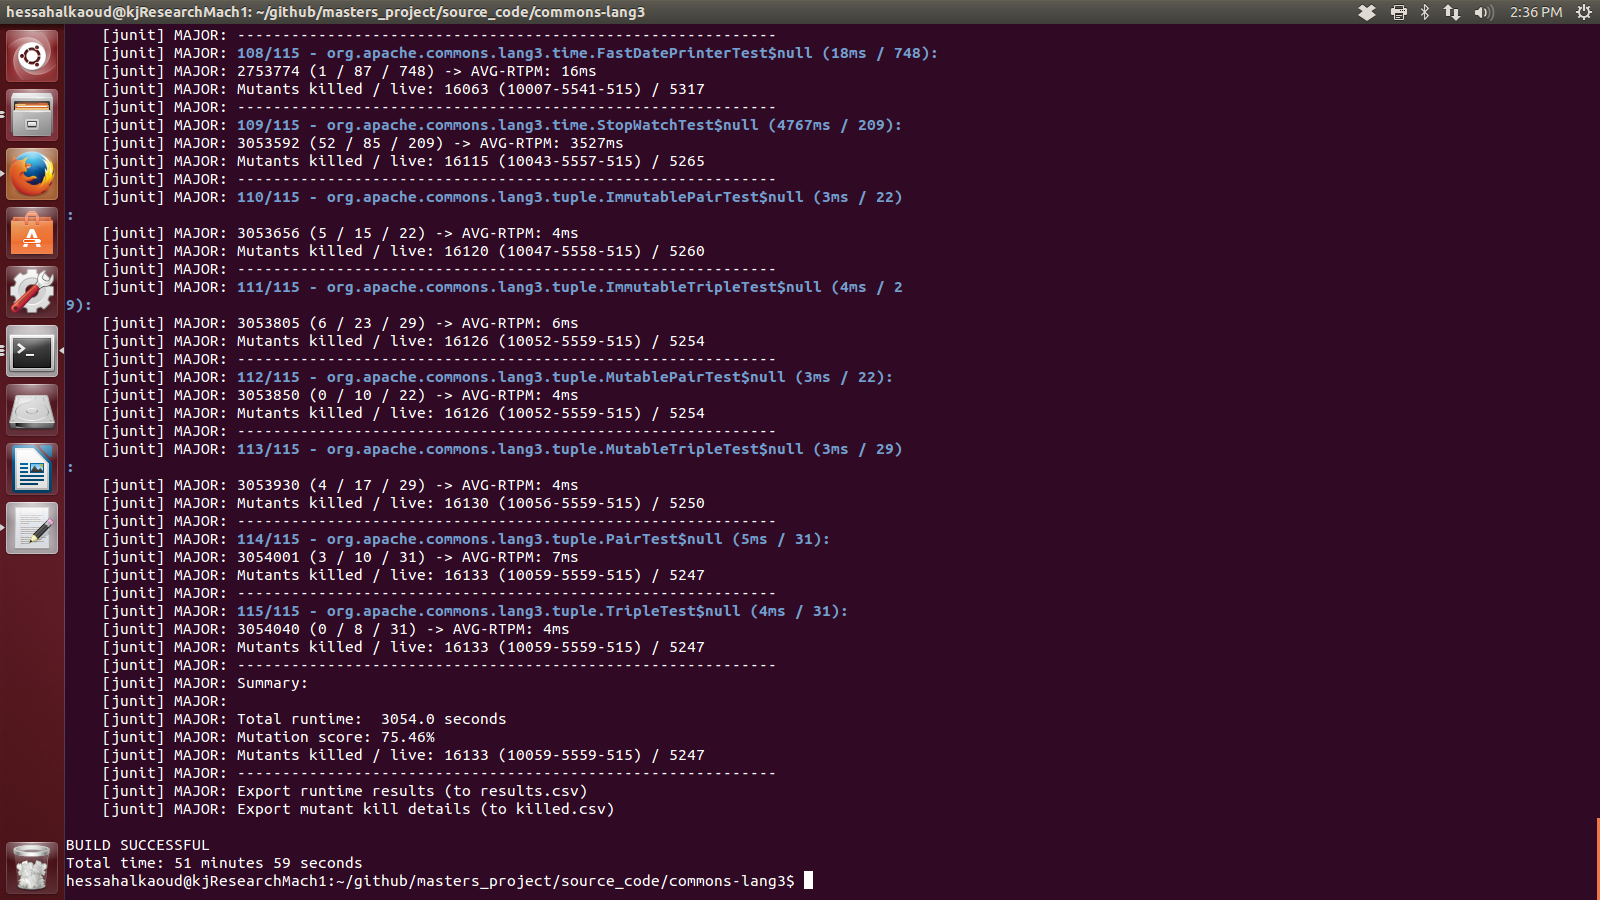 hessahalkaoud@kjResearchMach1: ~/github/masters_project/source_code/commons-lang3
2:36 PM
[junit] MAJOR: ------------------------------------------------------------
[junit] MAJOR: 108/115 - org.apache.commons.lang3.time.FastDatePrinterTest$null (18ms / 748):
[junit] MAJOR: 2753774 (1 / 87 / 748) -> AVG-RTPM: 16ms
[junit] MAJOR: Mutants killed / live: 16063 (10007-5541-515) / 5317
[junit] MAJOR: ------------------------------------------------------------
[junit] MAJOR: 109/115 - org.apache.commons.lang3.time.StopWatchTest$null (4767ms / 209):
[junit] MAJOR: 3053592 (52 / 85 / 209) -> AVG-RTPM: 3527ms
[junit] MAJOR: Mutants killed / live: 16115 (10043-5557-515) / 5265
[junit] MAJOR: ------------------------------------------------------------
[junit] MAJOR: 110/115 - org.apache.commons.lang3.tuple.ImmutablePairTest$null (3ms / 22)
:
[junit] MAJOR: 3053656 (5 / 15 / 22) -> AVG-RTPM: 4ms
[junit] MAJOR: Mutants killed / live: 16120 (10047-5558-515) / 5260
[junit] MAJOR: ------------------------------------------------------------
[junit] MAJOR: 111/115 - org.apache.commons.lang3.tuple.ImmutableTripleTest$null (4ms / 2
9):
[junit] MAJOR: 3053805 (6 / 23 / 29) -> AVG-RTPM: 6ms
[junit] MAJOR: Mutants killed / live: 16126 (10052-5559-515) / 5254
[junit] MAJOR: ------------------------------------------------------------
[junit] MAJOR: 112/115 - org.apache.commons.lang3.tuple.MutablePairTest$null (3ms / 22):
[junit] MAJOR: 3053850 (0 / 10 / 22) -> AVG-RTPM: 4ms
[junit] MAJOR: Mutants killed / live: 16126 (10052-5559-515) / 5254
[junit] MAJOR: ------------------------------------------------------------
[junit] MAJOR: 113/115 - org.apache.commons.lang3.tuple.MutableTripleTest$null (3ms / 29)
:
[junit] MAJOR: 3053930 (4 / 17 / 29) -> AVG-RTPM: 4ms
[junit] MAJOR: Mutants killed / live: 16130 (10056-5559-515) / 5250
[junit] MAJOR: ------------------------------------------------------------
[junit] MAJOR: 114/115 - org.apache.commons.lang3.tuple.PairTest$null (5ms / 31):
[junit] MAJOR: 3054001 (3 / 10 / 31) -> AVG-RTPM: 7ms
[junit] MAJOR: Mutants killed / live: 16133 (10059-5559-515) / 5247
[junit] MAJOR: ------------------------------------------------------------
[junit] MAJOR: 115/115 - org.apache.commons.lang3.tuple.TripleTest$null (4ms / 31):
[junit] MAJOR: 3054040 (0 / 8 / 31) -> AVG-RTPM: 4ms
[junit] MAJOR: Mutants killed / live: 16133 (10059-5559-515) / 5247
[junit] MAJOR: ------------------------------------------------------------
[junit] MAJOR: Summary:
[junit] MAJOR:
[junit] MAJOR: Total runtime:  3054.0 seconds
[junit] MAJOR: Mutation score: 75.46%
[junit] MAJOR: Mutants killed / live: 16133 (10059-5559-515) / 5247
[junit] MAJOR: ------------------------------------------------------------
[junit] MAJOR: Export runtime results (to results.csv)
[junit] MAJOR: Export mutant kill details (to killed.csv)
BUILD SUCCESSFUL
Total time: 51 minutes 59 seconds
hessahalkaoud@kjResearchMach1:~/github/masters_project/source_code/commons-lang3$